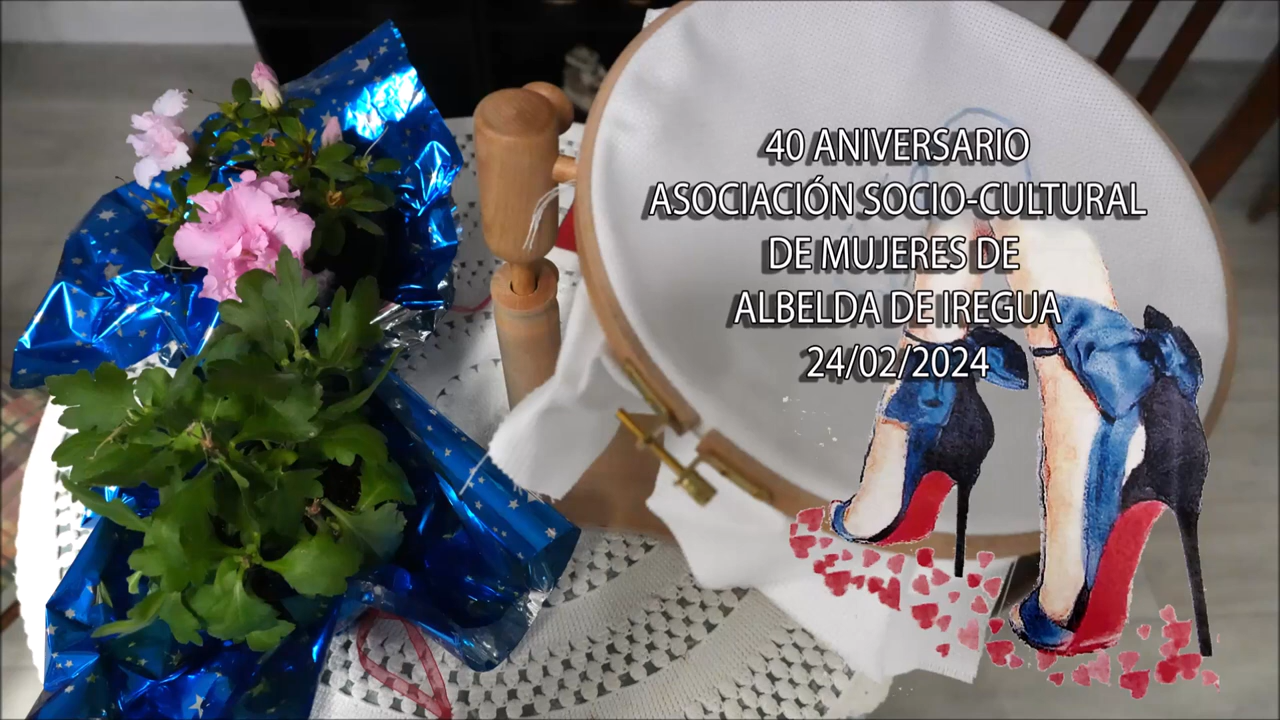 40 ANIVERSARIO
ASOCIACIÓN SOCIO-CULTURAL
DE MUJERES DE
ALBELDA DE IREGUA
24/02/2024